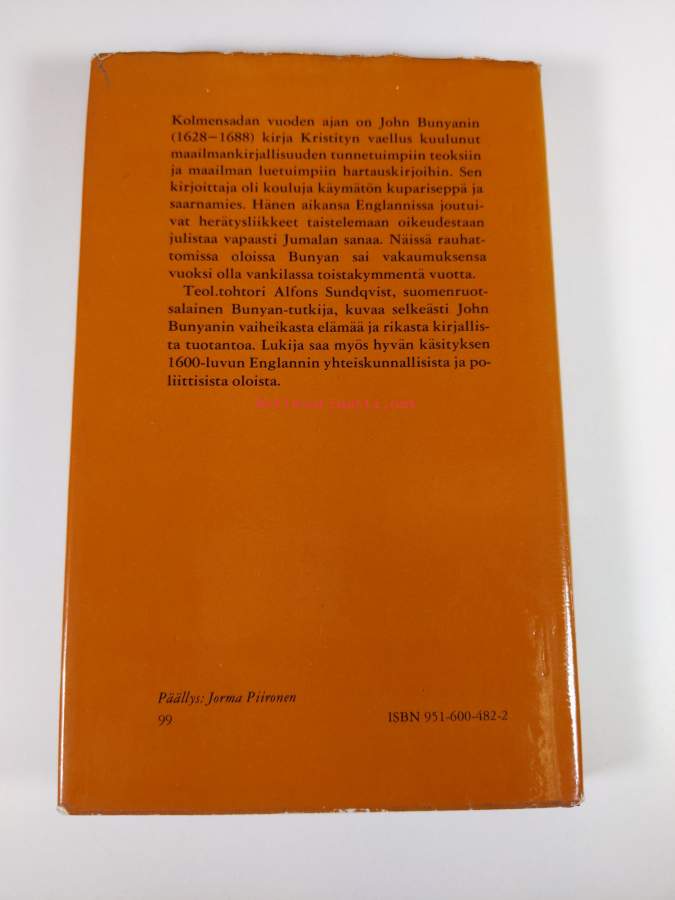 Kolmensadan vuoden ajan on John Bunyanin
(1628–1688) kirja Kristityn vaellus kuulunut
maailmankirjallisuuden tunnetuimpiin teoksiin
ja maailman luetuimpiin hartauskirjoihin. Sen
kirjoittaja oli kouluja käymätön kupariseppä ja
saarnamies. Hänen aikansa Englannissa joutui-
vat herätysliikkeet taistelemaan oikeudestaan
julistaa vapaasti Jumalan sanaa. Näissä rauhat-
tomissa oloissa Bunyan sai vakaumuksensa
vuoksi olla vankilassa toistakymmentä vuotta.
Teol.tohtori Alfons Sundqvist, suomenruot-
salainen Bunyan-tutkija, kuvaa selkeästi John
Bunyanin vaiheikasta elämää ja rikasta kirjallis-
ta tuotantoa. Lukija saa myös hyvän käsityksen
1600-luvun Englannin yhteiskunnallisista ja po-
liittisista oloista.
Päällys: Jorma Piironen
99
ISBN 951-600-482-2